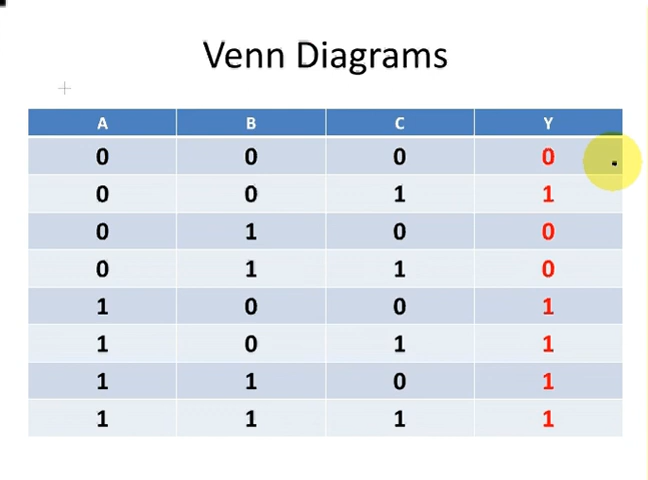 Venn Diagrams
A B C Y
0 0 0 0
0 0 1 1
0 1 0 0
0 1 1 0
1 0 0 1
1 0 1 1
1 1 0 1
1 1 1 1